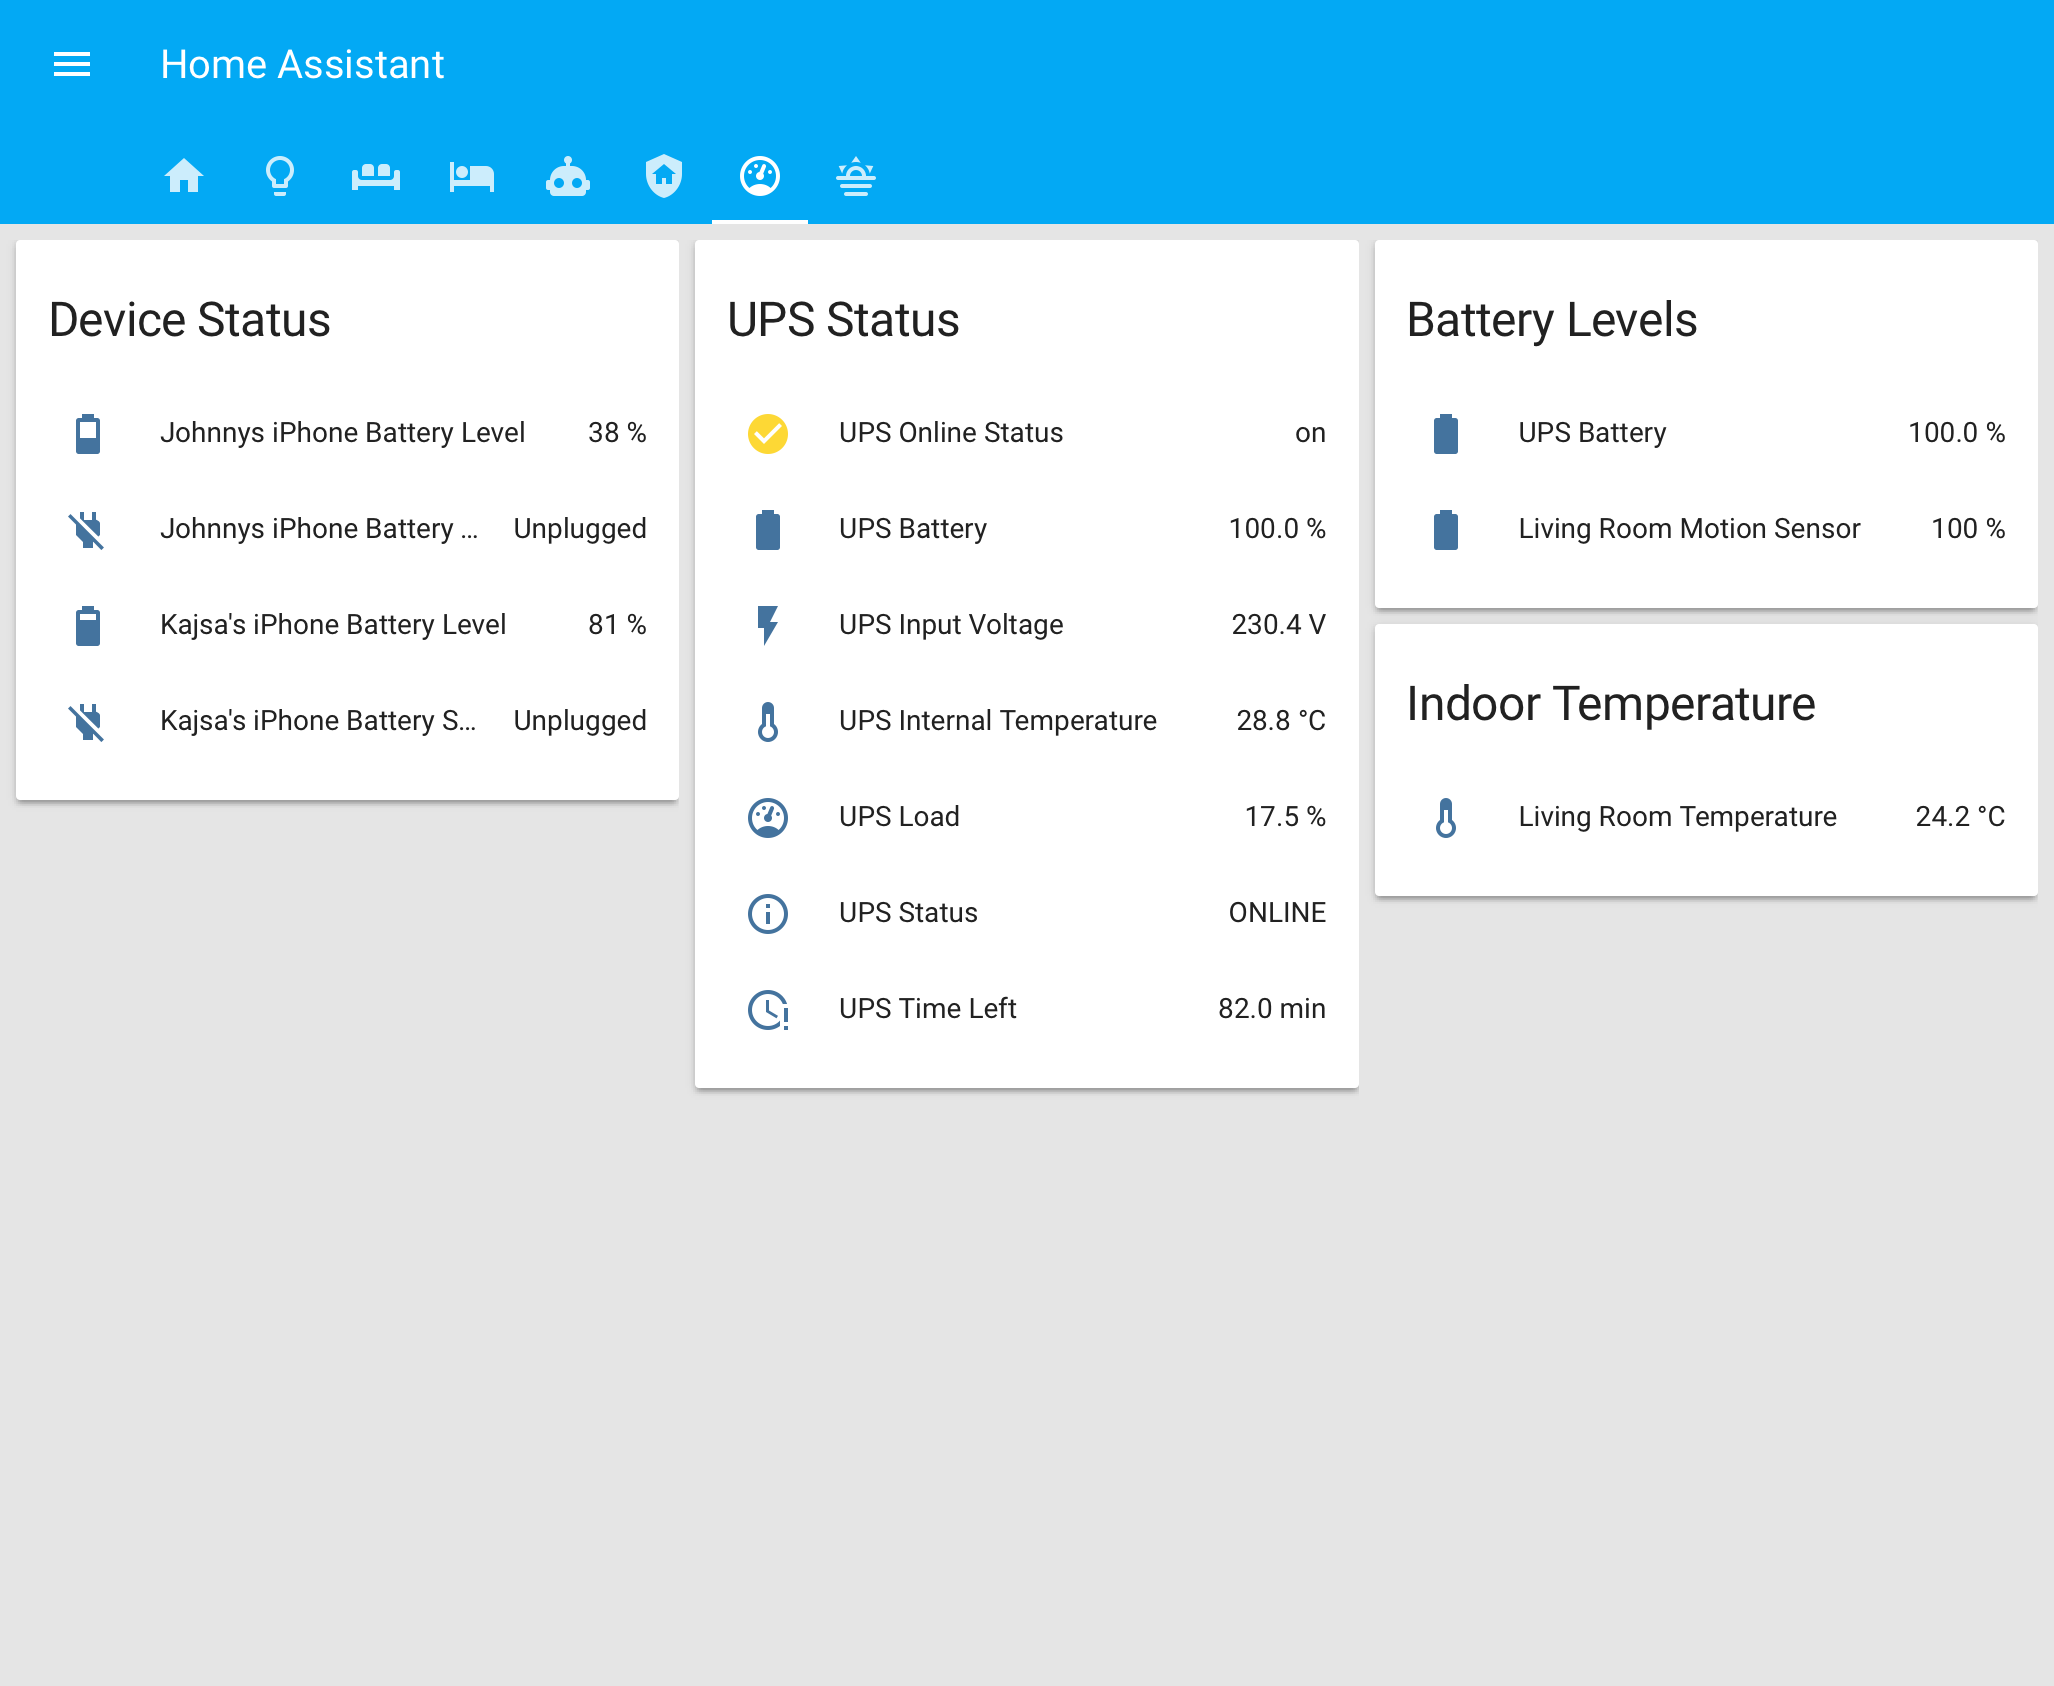 Home Assistant
Device Status
Johnnys iPhone Battery Level 38 %
Johnnys iPhone Battery ... Unplugged
Kajsa's iPhone Battery Level 81 %
Kajsa's iPhone Battery S... Unplugged
UPS Status
UPS Online Status on
UPS Battery 100.0 %
UPS Input Voltage 230.4 V
UPS Internal Temperature 28.8 °C
UPS Load 17.5 %
UPS Status ONLINE
UPS Time Left 82.0 min
Battery Levels
UPS Battery 100.0 %
Living Room Motion Sensor 100 %
Indoor Temperature
Living Room Temperature 24.2 °C